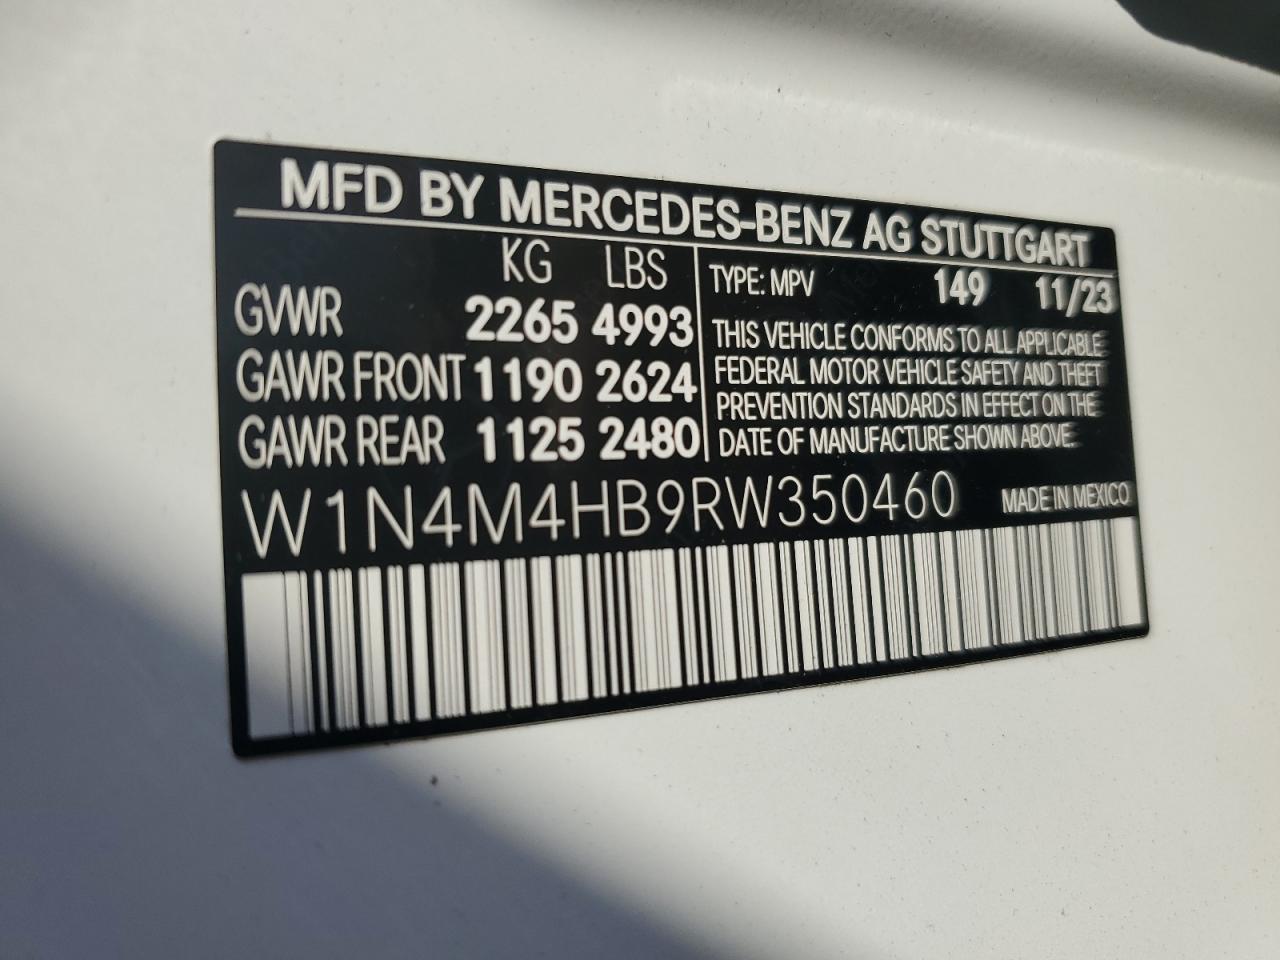 MFD BY MERCEDES-BENZ AG STUTTGART
KG LBS
GVWR 2265 4993
GAWR FRONT 1190 2624
GAWR REAR 1125 2480
TYPE: MPV 149 11/23
THIS VEHICLE CONFORMS TO ALL APPLICABLE
FEDERAL MOTOR VEHICLE SAFETY AND THEFT
PREVENTION STANDARDS IN EFFECT ON THE
DATE OF MANUFACTURE SHOWN ABOVE.
W1N4M4HB9RW350460 MADE IN MEXICO